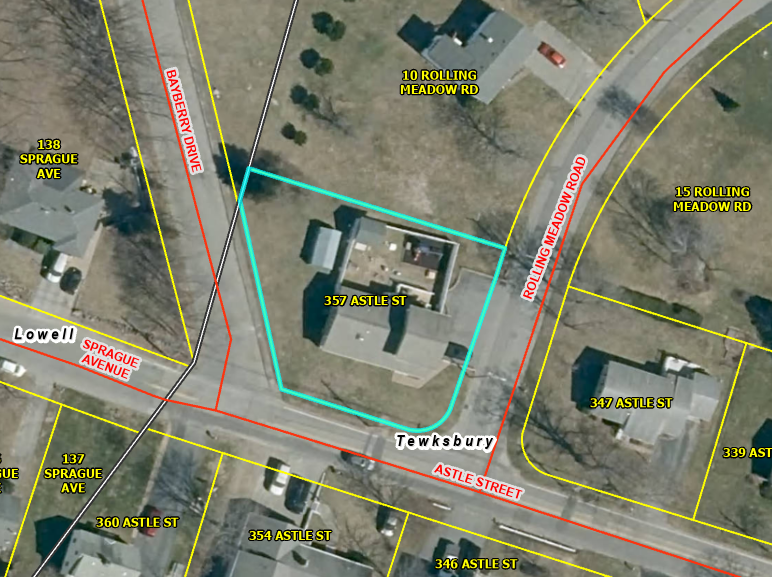 10 ROLLING
MEADOW RD
BAYBERRY DRIVE
138
SPRAGUE
AVE
15 ROLLING
MEADOW RD
ROLLING MEADOW ROAD
357 ASTLE ST
Lowell
SPRAGUE
AVENUE
347 ASTLE ST
Tewksbury
339 AST
ASTLE STREET
137
SPRAGUE
AVE
GUE
360 ASTLE ST
354 ASTLE ST
346 ASTLE ST